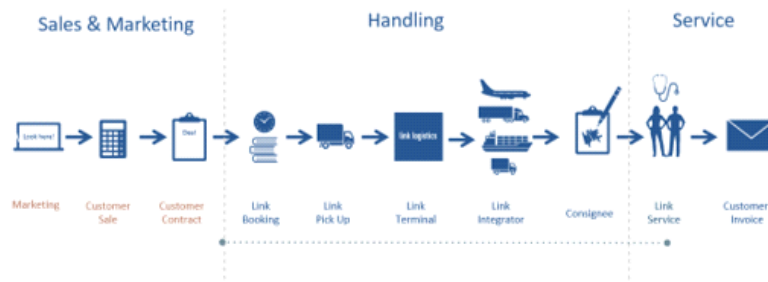 Sales & Marketing
Handling
Service
Look here!
Deal
link logistics
Marketing
Customer
Sale
Customer
Contract
Link
Booking
Link
Pick Up
Link
Terminal
Link
Integrator
Consignee
Link
Service
Customer
Invoice